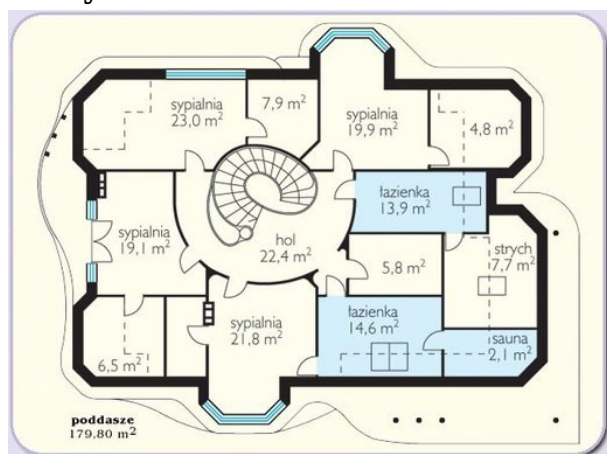 sypialnia
23,0 m²
7,9 m²
sypialnia
19,9 m²
4,8 m²
łazienka
13,9 m²
sypialnia
19,1 m²
hol
22,4 m²
strych
7,7 m²
5,8 m²
sypialnia
21,8 m²
łazienka
14,6 m²
6,5 m²
sauna
2,1 m²
poddasze
179,80 m²